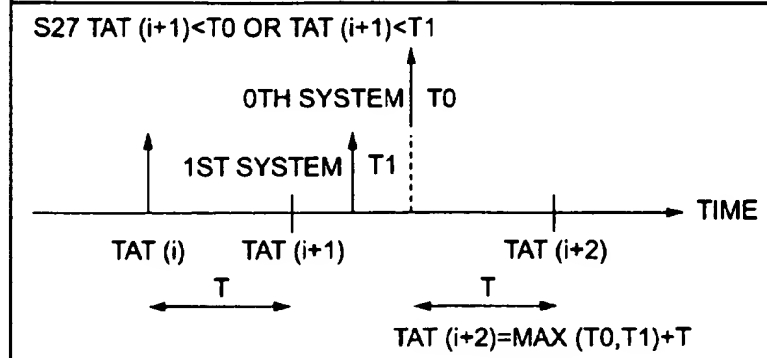 S27 TAT (i+1)<T0 OR TAT (i+1)<T1
0TH SYSTEM T0
1ST SYSTEM T1
TIME
TAT (i) TAT (i+1) TAT (i+2)
T T
TAT (i+2)=MAX (T0,T1)+T